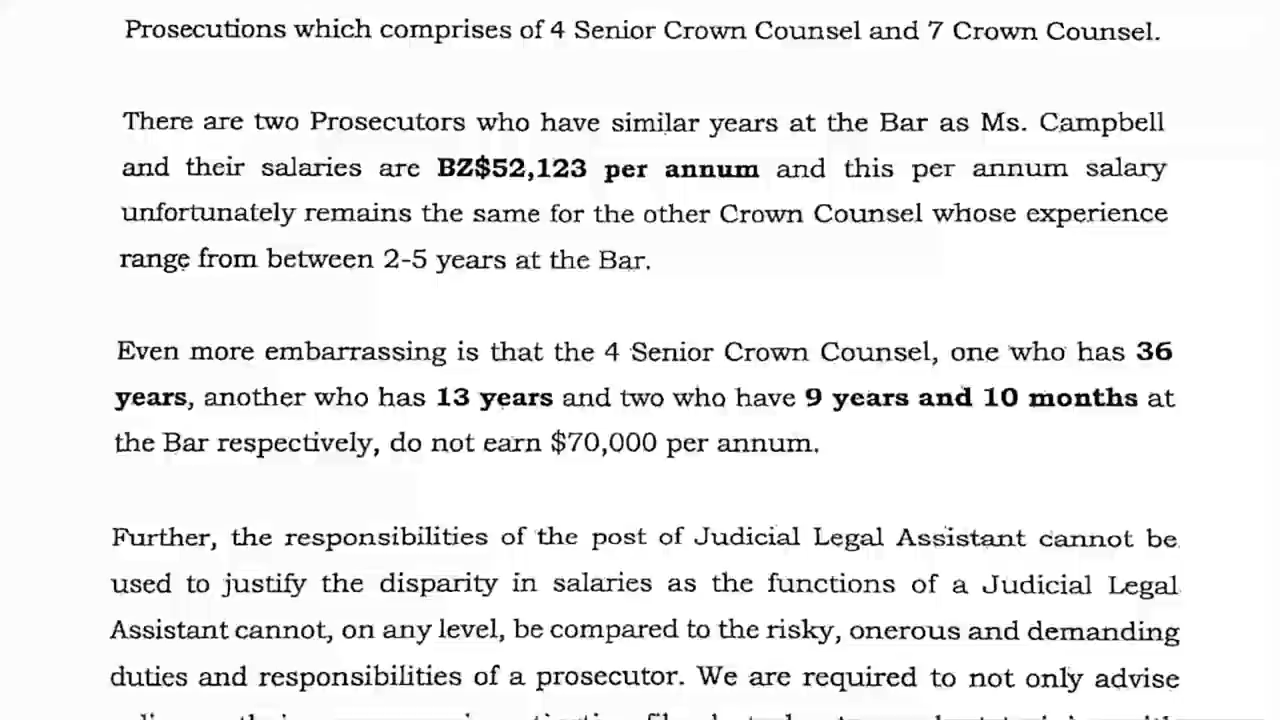 Prosecutions which comprises of 4 Senior Crown Counsel and 7 Crown Counsel.
There are two Prosecutors who have similar years at the Bar as Ms. Campbell
and their salaries are BZ$52,123 per annum and this per annum salary
unfortunately remains the same for the other Crown Counsel whose experience
range from between 2-5 years at the Bar.
Even more embarrassing is that the 4 Senior Crown Counsel, one who has 36
years, another who has 13 years and two who have 9 years and 10 months at
the Bar respectively, do not earn $70,000 per annum.
Further, the responsibilities of the post of Judicial Legal Assistant cannot be
used to justify the disparity in salaries as the functions of a Judicial Legal
Assistant cannot, on any level, be compared to the risky, onerous and demanding
duties and responsibilities of a prosecutor. We are required to not only advise